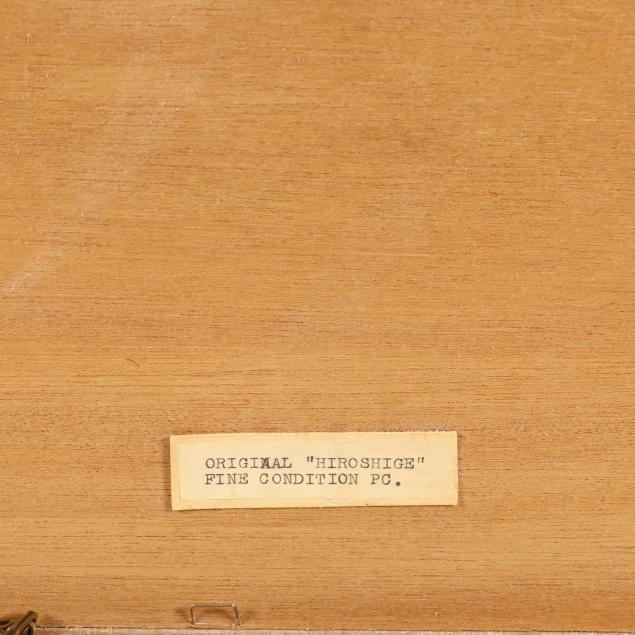 ORIGINAL "HIROSHIGE"
FINE CONDITION PC.